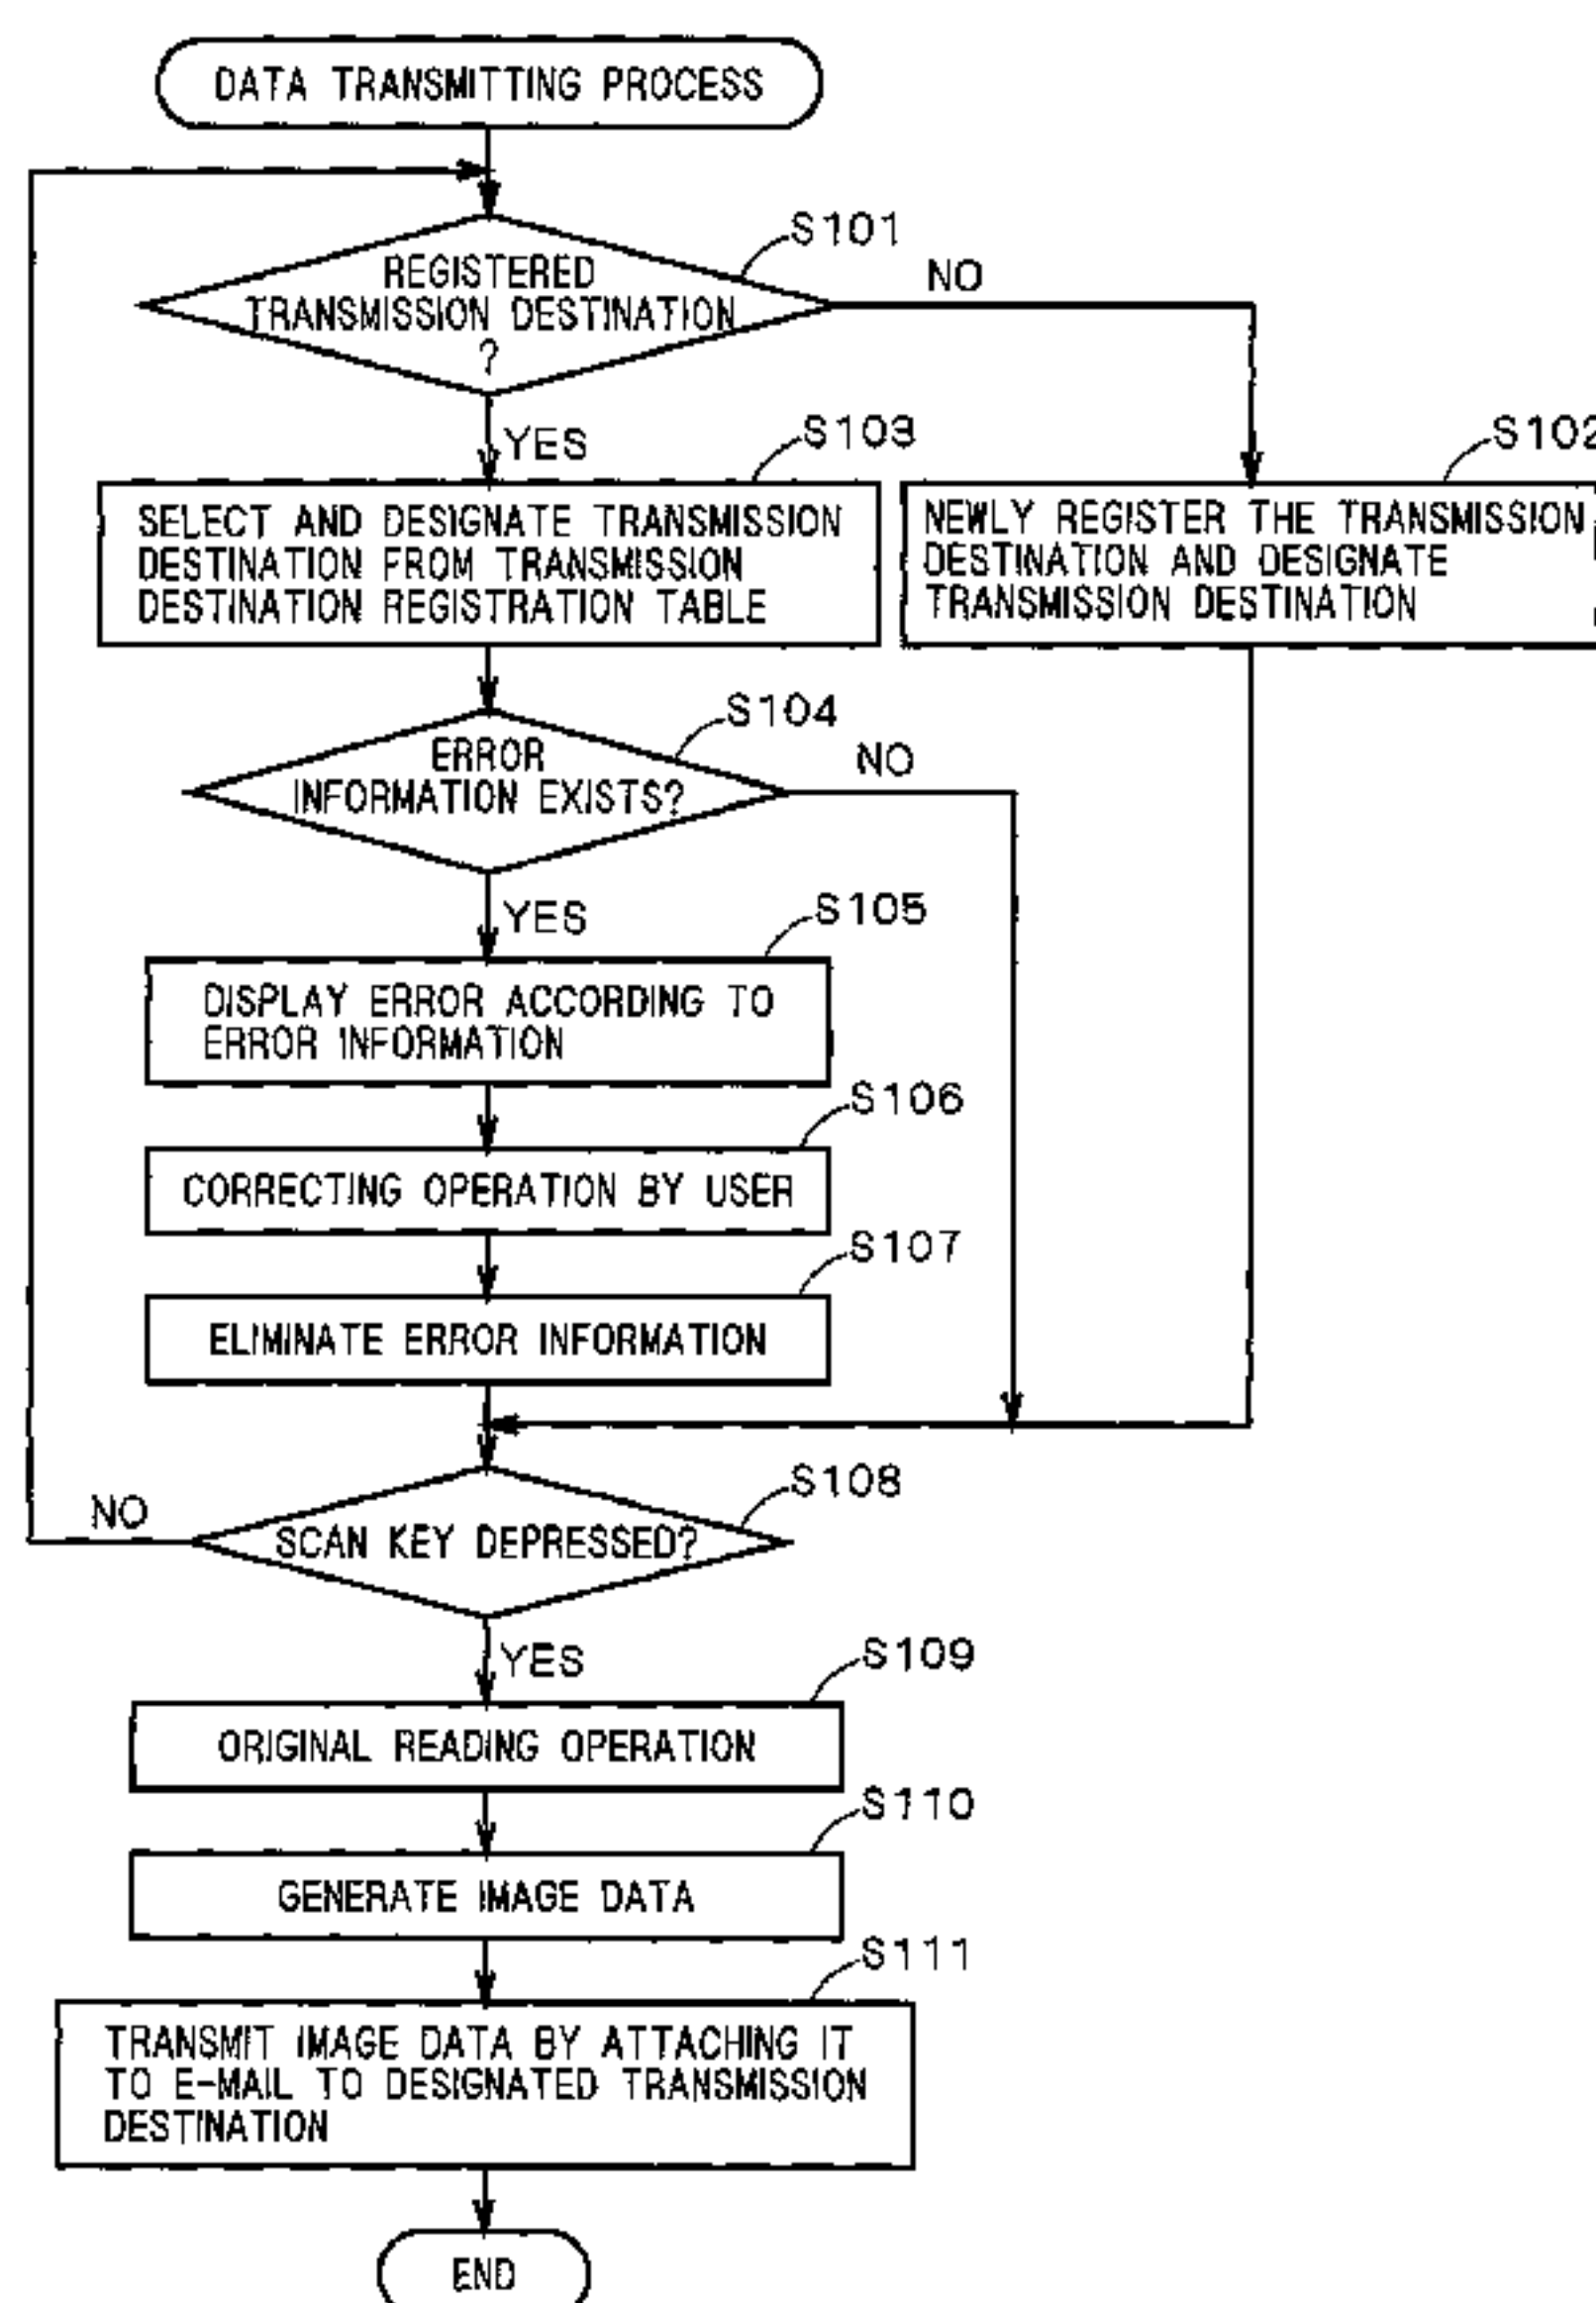 DATA TRANSMITTING PROCESS
S101
REGISTERED
TRANSMISSION DESTINATION
?
NO
YES
S103
SELECT AND DESIGNATE TRANSMISSION
DESTINATION FROM TRANSMISSION
DESTINATION REGISTRATION TABLE
S102
NEWLY REGISTER THE TRANSMISSION
DESTINATION AND DESIGNATE
TRANSMISSION DESTINATION
S104
ERROR
INFORMATION EXISTS?
NO
YES
S105
DISPLAY ERROR ACCORDING TO
ERROR INFORMATION
S106
CORRECTING OPERATION BY USER
S107
ELIMINATE ERROR INFORMATION
S108
NO
SCAN KEY DEPRESSED?
YES
S109
ORIGINAL READING OPERATION
S110
GENERATE IMAGE DATA
S111
TRANSMIT IMAGE DATA BY ATTACHING IT
TO E-MAIL TO DESIGNATED TRANSMISSION
DESTINATION
END